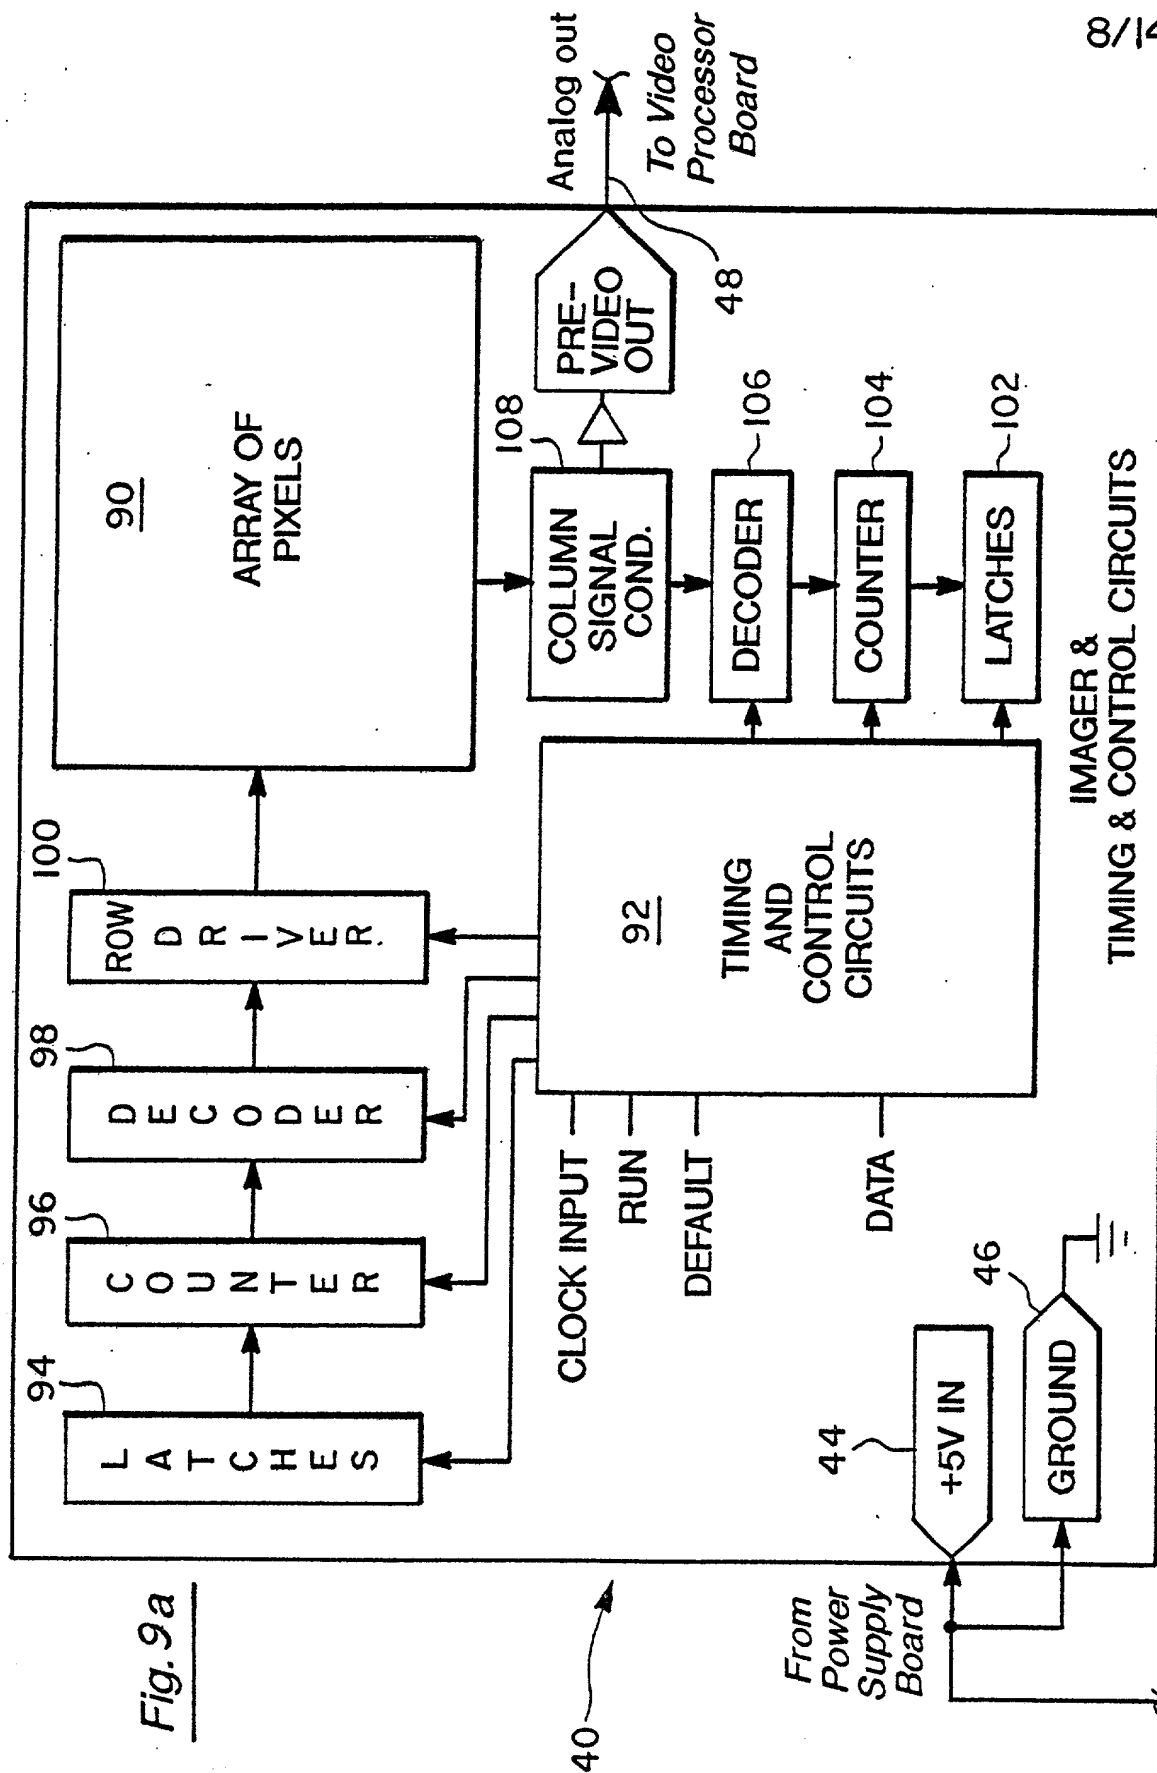 8/14
Fig. 9a
40
94
LATCHES
96
COUNTER
98
DECODER
100
ROW
DRIVER
90
ARRAY OF
PIXELS
92
TIMING
AND
CONTROL
CIRCUITS
CLOCK INPUT
RUN
DEFAULT
DATA
108
COLUMN
SIGNAL
COND.
PRE-
VIDEO
OUT
Analog out
To Video
Processor
Board
48
DECODER
106
COUNTER
104
LATCHES
102
From
Power
Supply
Board
44
+5V IN
46
GROUND
IMAGER &
TIMING & CONTROL CIRCUITS